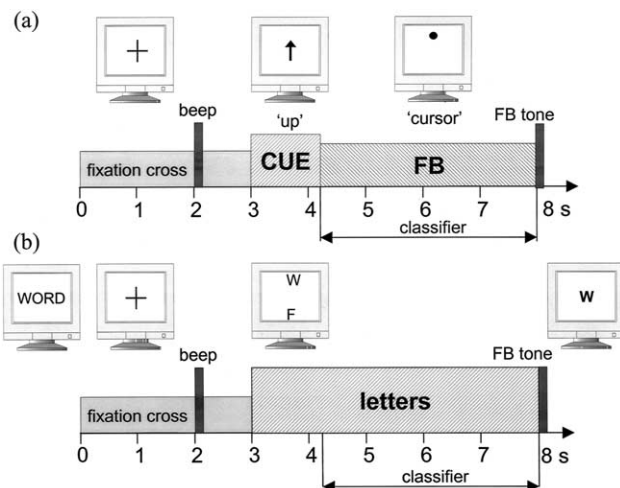 (a)
beep
'up'
'cursor'
FB tone
fixation cross
CUE
FB
0 1 2 3 4 5 6 7 8 s
classifier
(b)
WORD
W
F
W
beep
FB tone
fixation cross
letters
0 1 2 3 4 5 6 7 8 s
classifier